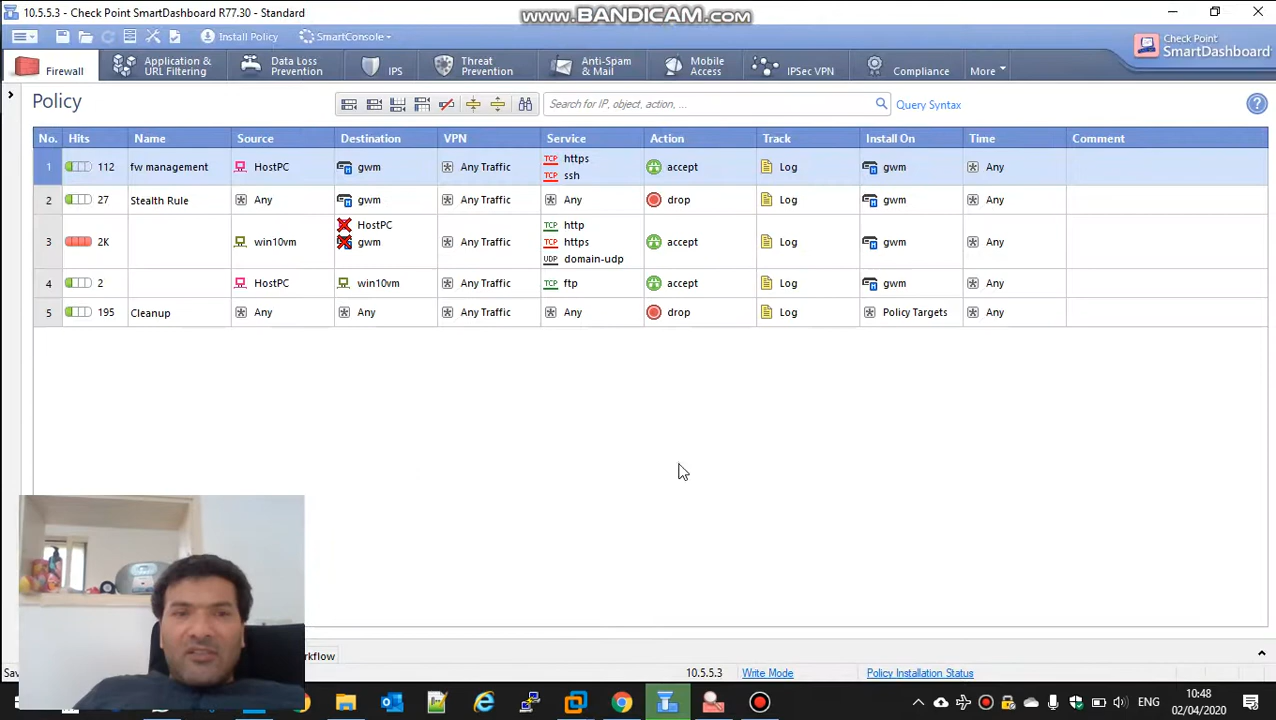 10.5.5.3 - Check Point SmartDashboard R77.30 - Standard
www.BANDICAM.com
Install Policy
SmartConsole
Check Point
SmartDashboard
Firewall
Application &
URL Filtering
Data Loss
Prevention
IPS
Threat
Prevention
Anti-Spam
& Mail
Mobile
Access
IPSec VPN
Compliance
More
Policy
Search for IP, object, action, ...
Query Syntax
No. Hits Name Source Destination VPN Service Action Track Install On Time Comment
1 112 fw management HostPC gwm Any Traffic TCP https accept Log gwm Any
TCP ssh
2 27 Stealth Rule Any gwm Any Traffic Any drop Log gwm Any
HostPC TCP http
3 2K win10vm gwm Any Traffic TCP https accept Log gwm Any
UDP domain-udp
4 2 HostPC win10vm Any Traffic TCP ftp accept Log gwm Any
5 195 Cleanup Any Any Any Traffic Any drop Log Policy Targets Any
rkflow
10.5.5.3 Write Mode Policy Installation Status
ENG
10:48
02/04/2020